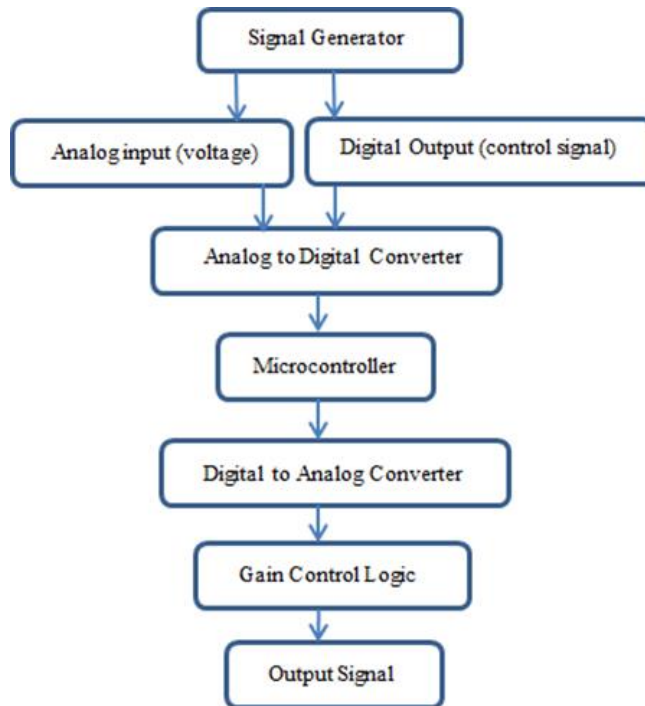 Signal Generator
Analog input (voltage)
Digital Output (control signal)
Analog to Digital Converter
Microcontroller
Digital to Analog Converter
Gain Control Logic
Output Signal